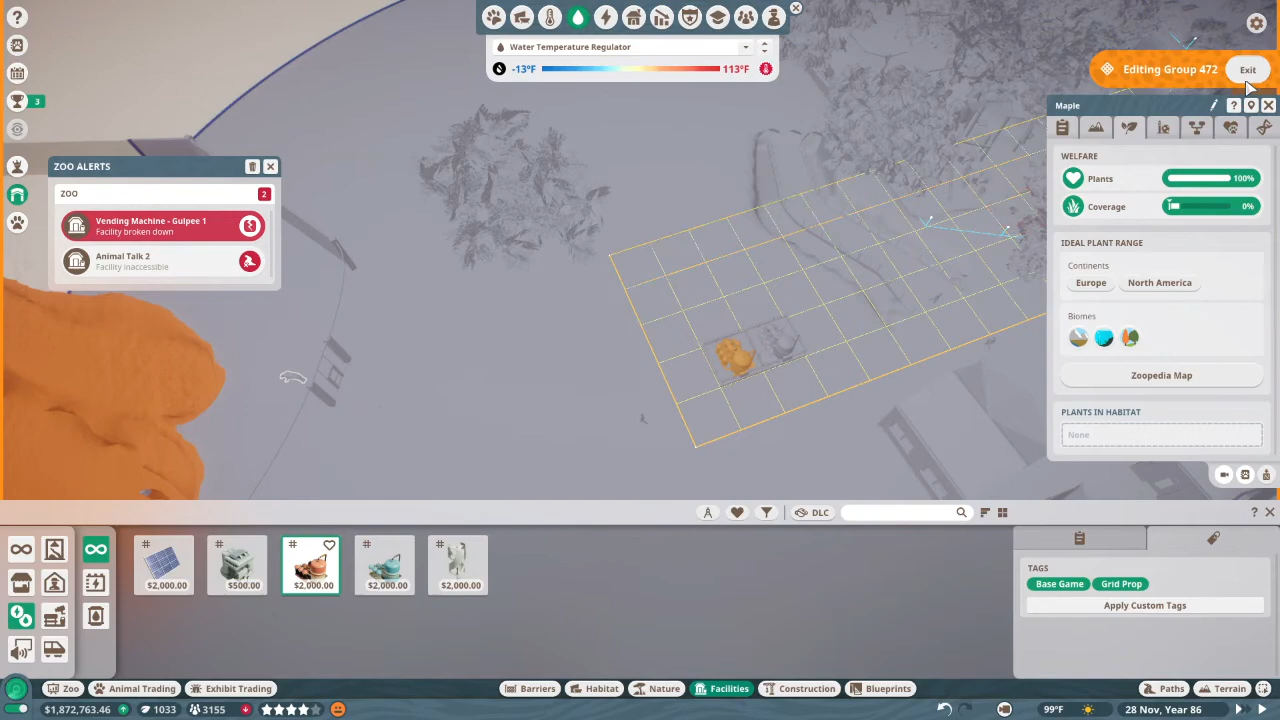 Water Temperature Regulator
-13°F
113°F
Editing Group 472
Exit
3
ZOO ALERTS
ZOO
2
Vending Machine - Gulpee 1
Facility broken down
Animal Talk 2
Facility inaccessible
Maple
?
WELFARE
Plants
100%
Coverage
0%
IDEAL PLANT RANGE
Continents
Europe
North America
Biomes
Zoopedia Map
PLANTS IN HABITAT
None
DLC
?
$2,000.00
$500.00
$2,000.00
$2,000.00
$2,000.00
TAGS
Base Game
Grid Prop
Apply Custom Tags
Zoo
Animal Trading
Exhibit Trading
Barriers
Habitat
Nature
Facilities
Construction
Blueprints
Paths
Terrain
$1,872,763.46
1033
3155
99°F
28 Nov, Year 86